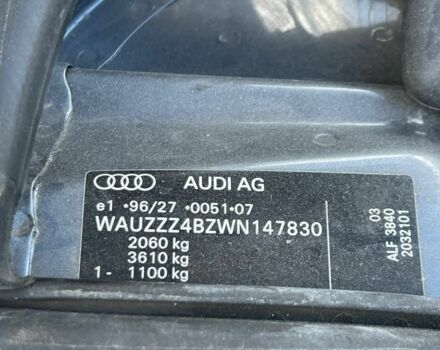 AUDI AG
e1 *96/27 *0051*07
WAUZZZ4BZWN147830
2060 kg
3610 kg
1- 1100 kg
03
ALF 3840
2032101